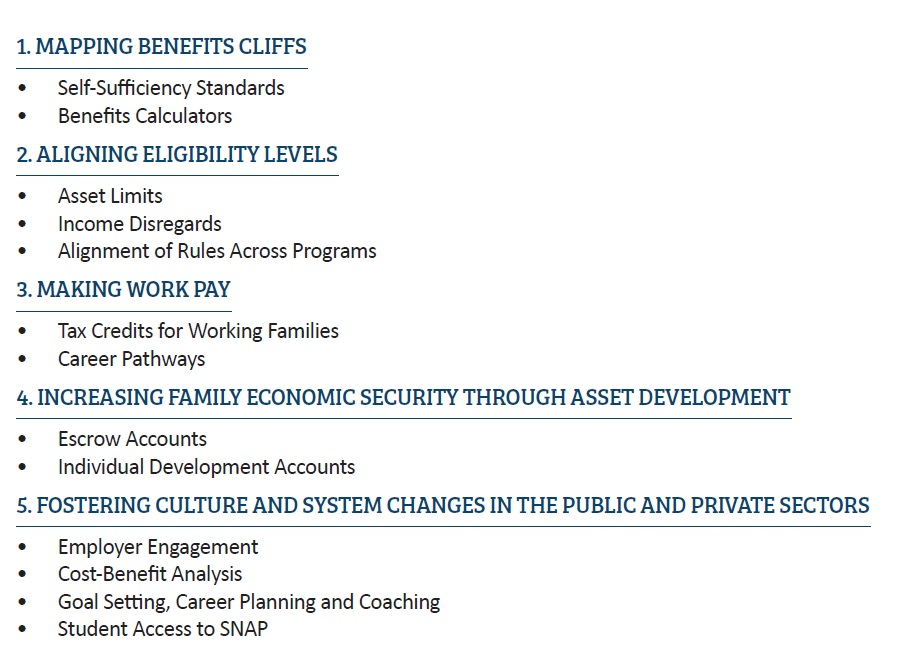 1. MAPPING BENEFITS CLIFFS
• Self-Sufficiency Standards
• Benefits Calculators
2. ALIGNING ELIGIBILITY LEVELS
• Asset Limits
• Income Disregards
• Alignment of Rules Across Programs
3. MAKING WORK PAY
• Tax Credits for Working Families
• Career Pathways
4. INCREASING FAMILY ECONOMIC SECURITY THROUGH ASSET DEVELOPMENT
• Escrow Accounts
• Individual Development Accounts
5. FOSTERING CULTURE AND SYSTEM CHANGES IN THE PUBLIC AND PRIVATE SECTORS
• Employer Engagement
• Cost-Benefit Analysis
• Goal Setting, Career Planning and Coaching
• Student Access to SNAP